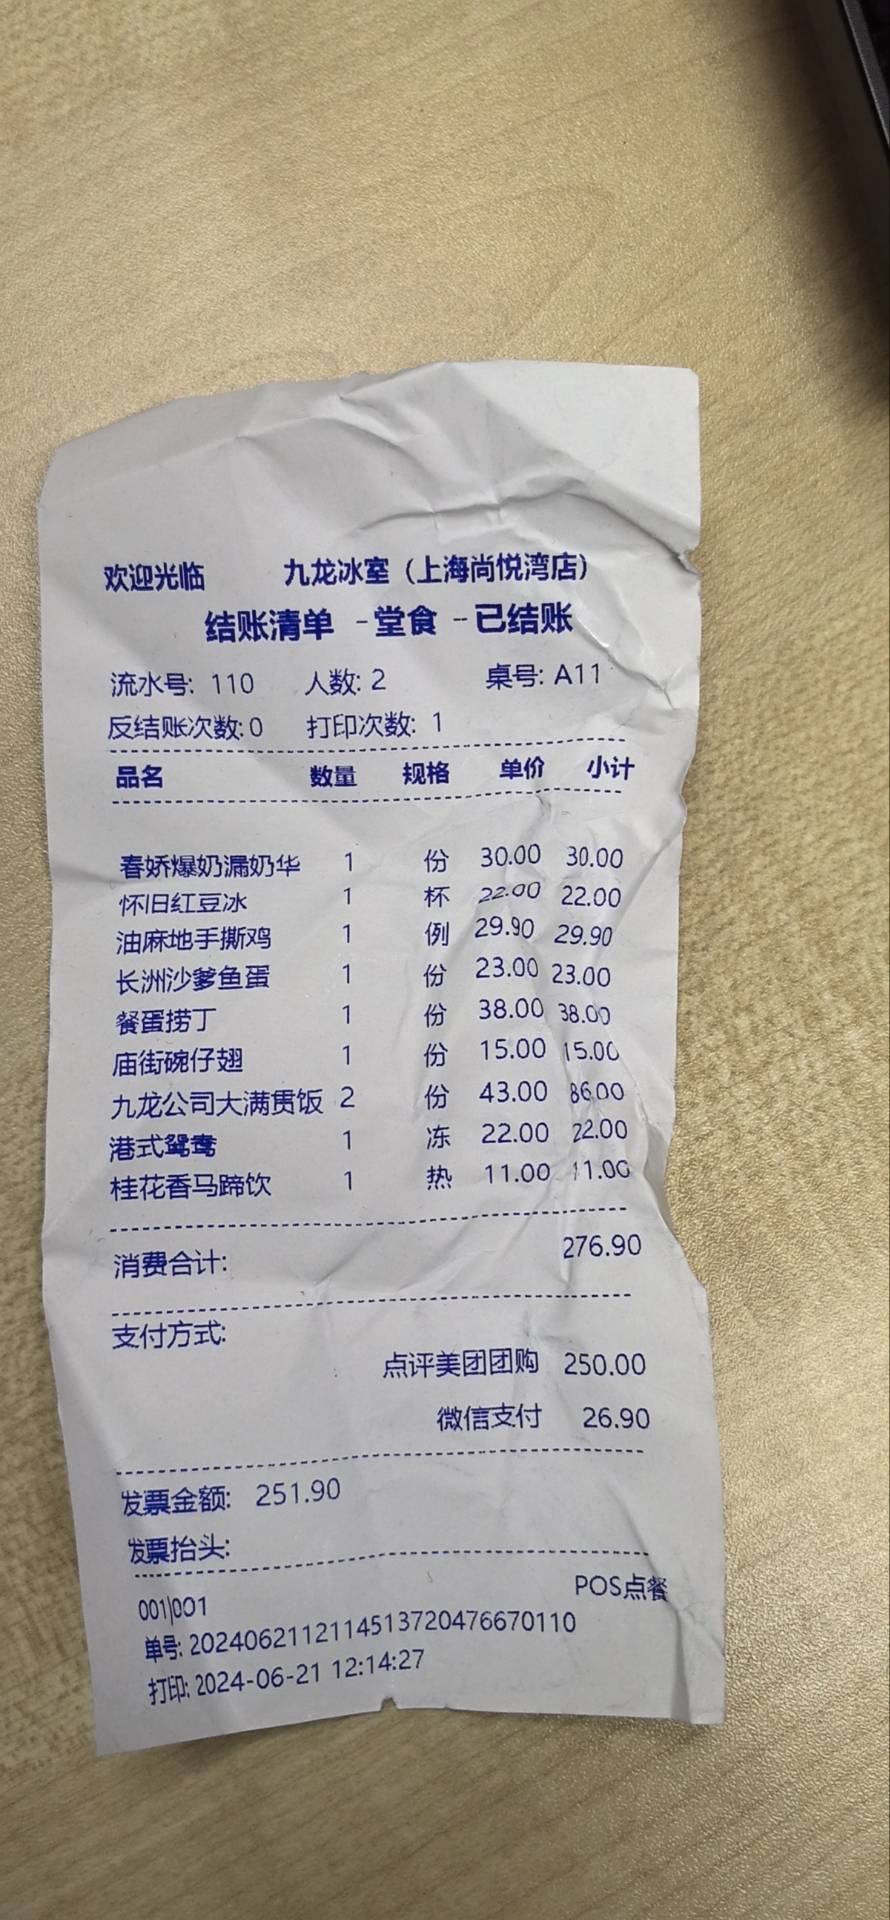 欢迎光临 九龙冰室（上海尚悦湾店）
结账清单 -堂食 -已结账
流水号: 110 人数: 2 桌号: A11
反结账次数:0 打印次数: 1
品名 数量 规格 单价 小计
春娇爆奶漏奶华 1 份 30.00 30.00
怀旧红豆冰 1 杯 22.00 22.00
油麻地手撕鸡 1 例 29.90 29.90
长洲沙爹鱼蛋 1 份 23.00 23.00
餐蛋捞丁 1 份 38.00 38.00
庙街碗仔翅 1 份 15.00 15.00
九龙公司大满贯饭 2 份 43.00 86.00
港式鸳鸯 1 冻 22.00 22.00
桂花香马蹄饮 1 热 11.00 11.00
消费合计: 276.90
支付方式:
点评美团团购 250.00
微信支付 26.90
发票金额: 251.90
发票抬头:
POS点餐
001|001
单号: 2024062112114513720476670110
打印: 2024-06-21 12:14:27